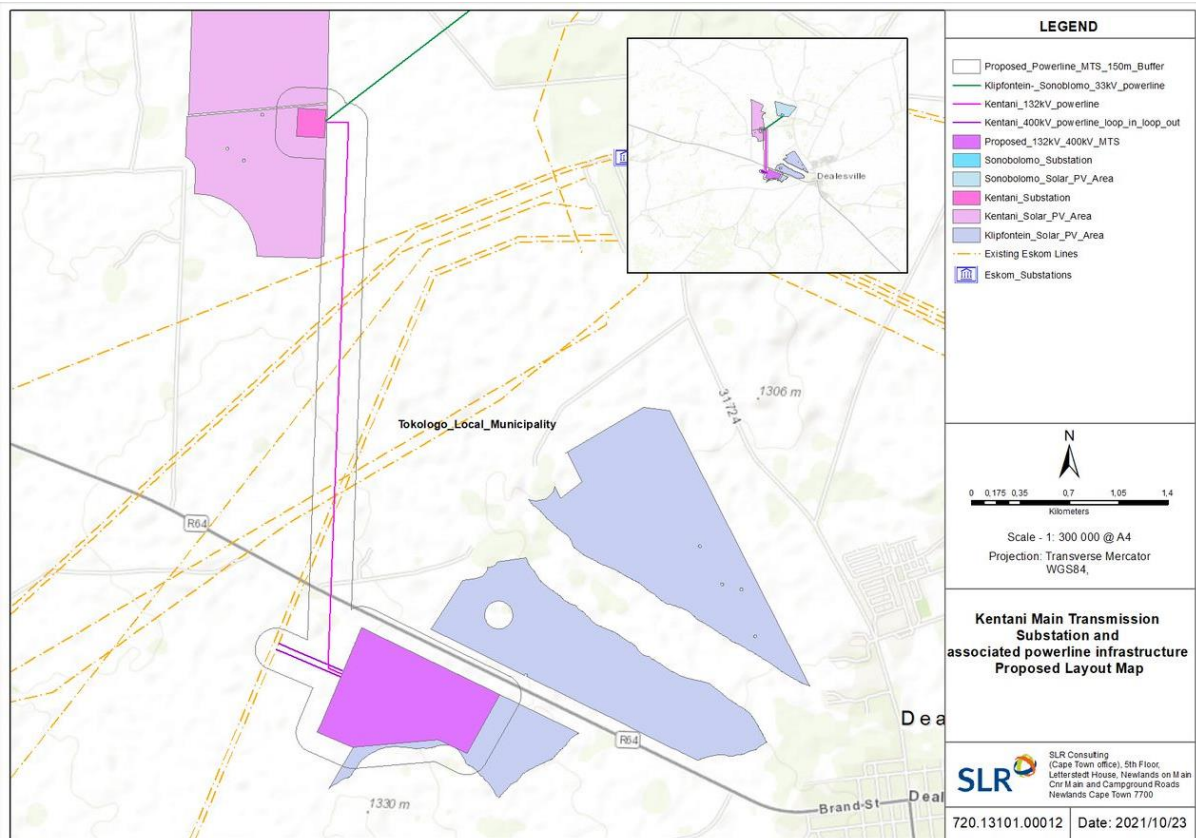 LEGEND
Proposed_Powerline_MTS_150m_Buffer
Klipfontein-_Sonoblomo_33kV_powerline
Kentani_132kV_powerline
Kentani_400kV_powerline_loop_in_loop_out
Proposed_132kV_400kV_MTS
Sonobolomo_Substation
Sonobolomo_Solar_PV_Area
Kentani_Substation
Kentani_Solar_PV_Area
Klipfontein_Solar_PV_Area
Existing Eskom Lines
Eskom_Substations
Dealesville
1306 m
31724
Tokologo_Local_Municipality
R64
R64
1330 m
Brand-St
Dea
Deal
N
0 0,175 0,35 0,7 1,05 1,4
Kilometers
Scale - 1: 300 000 @ A4
Projection: Transverse Mercator
WGS84,
Kentani Main Transmission
Substation and
associated powerline infrastructure
Proposed Layout Map
SLR
SLR Consulting
(Cape Town office), 5th Floor,
Letterstedt House, Newlands on Main
Cnr Main and Campground Roads
Newlands Cape Town 7700
720.13101.00012
Date: 2021/10/23